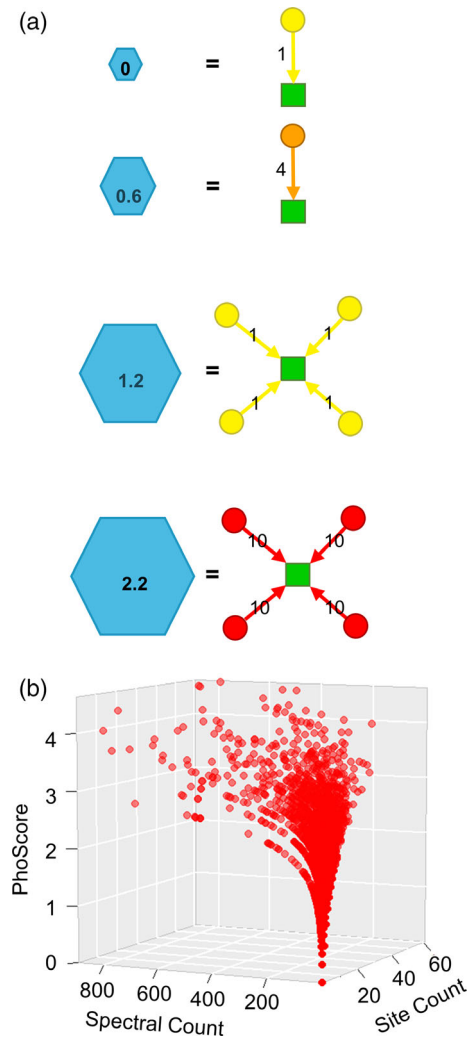 (a)
0 = 1
0.6 = 4
1 1
1.2 =
1 1
10 10
2.2 =
10 10
(b)
PhoScore
4
3
2
1
0
800 600 400 200
Spectral Count
20 40 60
Site Count